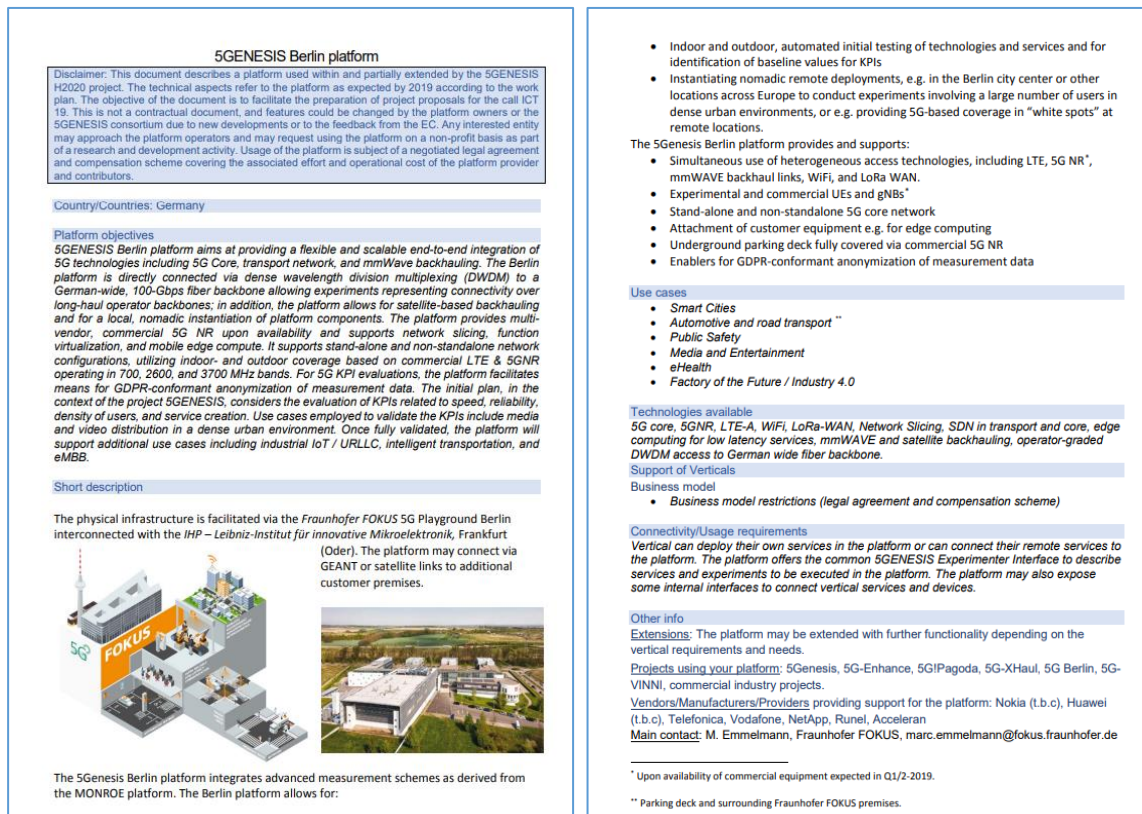 5GENESIS Berlin platform
Disclaimer: This document describes a platform used within and partially extended by the 5GENESIS
H2020 project. The technical aspects refer to the platform as expected by 2019 according to the work
plan. The objective of the document is to facilitate the preparation of project proposals for the call ICT
19. This is not a contractual document, and features could be changed by the platform owners or the
5GENESIS consortium due to new developments or to the feedback from the EC. Any interested entity
may approach the platform operators and may request using the platform on a non-profit basis as part
of a research and development activity. Usage of the platform is subject of a negotiated legal agreement
and compensation scheme covering the associated effort and operational cost of the platform provider
and contributors.
Country/Countries: Germany
Platform objectives
5GENESIS Berlin platform aims at providing a flexible and scalable end-to-end integration of
5G technologies including 5G Core, transport network, and mmWave backhauling. The Berlin
platform is directly connected via dense wavelength division multiplexing (DWDM) to a
German-wide, 100-Gbps fiber backbone allowing experiments representing connectivity over
long-haul operator backbones; in addition, the platform allows for satellite-based backhauling
and for a local, nomadic instantiation of platform components. The platform provides multi-
vendor, commercial 5G NR upon availability and supports network slicing, function
virtualization, and mobile edge compute. It supports stand-alone and non-standalone network
configurations, utilizing indoor- and outdoor coverage based on commercial LTE & 5GNR
operating in 700, 2600, and 3700 MHz bands. For 5G KPI evaluations, the platform facilitates
means for GDPR-conformant anonymization of measurement data. The initial plan, in the
context of the project 5GENESIS, considers the evaluation of KPIs related to speed, reliability,
density of users, and service creation. Use cases employed to validate the KPIs include media
and video distribution in a dense urban environment. Once fully validated, the platform will
support additional use cases including industrial IoT / URLLC, intelligent transportation, and
eMBB.
Short description
The physical infrastructure is facilitated via the Fraunhofer FOKUS 5G Playground Berlin
interconnected with the IHP – Leibniz-Institut für innovative Mikroelektronik, Frankfurt
(Oder). The platform may connect via
GEANT or satellite links to additional
customer premises.
5G
FOKUS
The 5Genesis Berlin platform integrates advanced measurement schemes as derived from
the MONROE platform. The Berlin platform allows for:
• Indoor and outdoor, automated initial testing of technologies and services and for
identification of baseline values for KPIs
• Instantiating nomadic remote deployments, e.g. in the Berlin city center or other
locations across Europe to conduct experiments involving a large number of users in
dense urban environments, or e.g. providing 5G-based coverage in “white spots” at
remote locations.
The 5Genesis Berlin platform provides and supports:
• Simultaneous use of heterogeneous access technologies, including LTE, 5G NR*,
mmWAVE backhaul links, WiFi, and LoRa WAN.
• Experimental and commercial UEs and gNBs*
• Stand-alone and non-standalone 5G core network
• Attachment of customer equipment e.g. for edge computing
• Underground parking deck fully covered via commercial 5G NR
• Enablers for GDPR-conformant anonymization of measurement data
Use cases
• Smart Cities
• Automotive and road transport **
• Public Safety
• Media and Entertainment
• eHealth
• Factory of the Future / Industry 4.0
Technologies available
5G core, 5GNR, LTE-A, WiFi, LoRa-WAN, Network Slicing, SDN in transport and core, edge
computing for low latency services, mmWAVE and satellite backhauling, operator-graded
DWDM access to German wide fiber backbone.
Support of Verticals
Business model
• Business model restrictions (legal agreement and compensation scheme)
Connectivity/Usage requirements
Vertical can deploy their own services in the platform or can connect their remote services to
the platform. The platform offers the common 5GENESIS Experimenter Interface to describe
services and experiments to be executed in the platform. The platform may also expose
some internal interfaces to connect vertical services and devices.
Other info
Extensions: The platform may be extended with further functionality depending on the
vertical requirements and needs.
Projects using your platform: 5Genesis, 5G-Enhance, 5G!Pagoda, 5G-XHaul, 5G Berlin, 5G-
VINNI, commercial industry projects.
Vendors/Manufacturers/Providers providing support for the platform: Nokia (t.b.c), Huawei
(t.b.c), Telefonica, Vodafone, NetApp, Runel, Acceleran
Main contact: M. Emmelmann, Fraunhofer FOKUS, marc.emmelmann@fokus.fraunhofer.de
* Upon availability of commercial equipment expected in Q1/2-2019.
** Parking deck and surrounding Fraunhofer FOKUS premises.